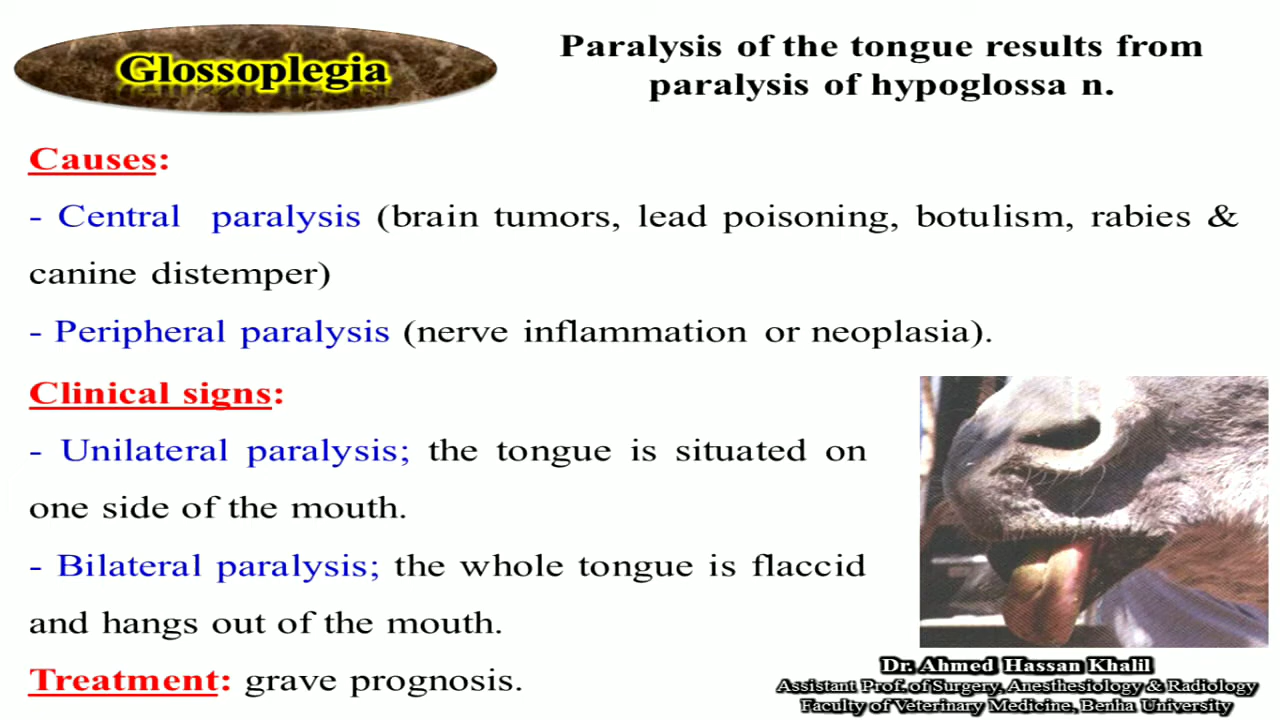 Glossoplegia
Paralysis of the tongue results from
paralysis of hypoglossa n.
Causes:
- Central paralysis (brain tumors, lead poisoning, botulism, rabies &
canine distemper)
- Peripheral paralysis (nerve inflammation or neoplasia).
Clinical signs:
- Unilateral paralysis; the tongue is situated on
one side of the mouth.
- Bilateral paralysis; the whole tongue is flaccid
and hangs out of the mouth.
Treatment: grave prognosis.
Dr. Ahmed Hassan Khalil
Assistant Prof. of Surgery, Anesthesiology & Radiology
Faculty of Veterinary Medicine, Benha University